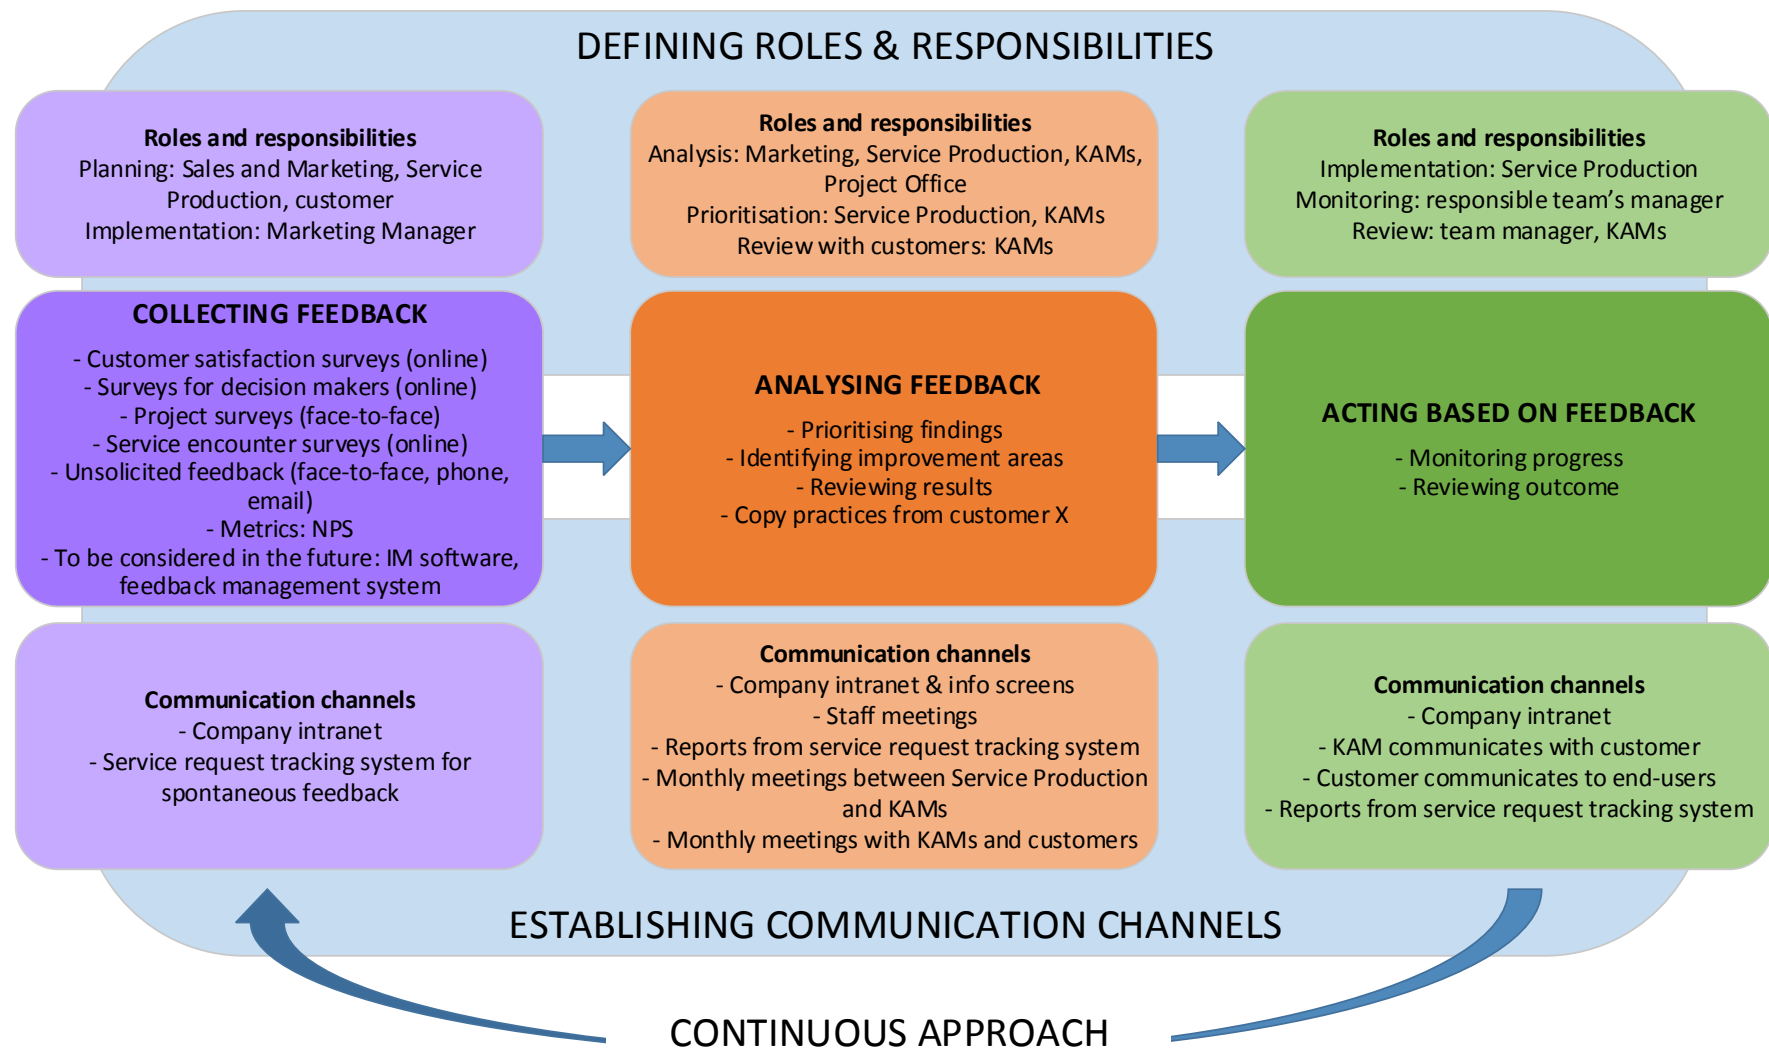 DEFINING ROLES & RESPONSIBILITIES
Roles and responsibilities
Planning: Sales and Marketing, Service
Production, customer
Implementation: Marketing Manager
Roles and responsibilities
Analysis: Marketing, Service Production, KAMs,
Project Office
Prioritisation: Service Production, KAMs
Review with customers: KAMs
Roles and responsibilities
Implementation: Service Production
Monitoring: responsible team’s manager
Review: team manager, KAMs
COLLECTING FEEDBACK
- Customer satisfaction surveys (online)
- Surveys for decision makers (online)
- Project surveys (face-to-face)
- Service encounter surveys (online)
- Unsolicited feedback (face-to-face, phone,
email)
- Metrics: NPS
- To be considered in the future: IM software,
feedback management system
ANALYSING FEEDBACK
- Prioritising findings
- Identifying improvement areas
- Reviewing results
- Copy practices from customer X
ACTING BASED ON FEEDBACK
- Monitoring progress
- Reviewing outcome
Communication channels
- Company intranet
- Service request tracking system for
spontaneous feedback
Communication channels
- Company intranet & info screens
- Staff meetings
- Reports from service request tracking system
- Monthly meetings between Service Production
and KAMs
- Monthly meetings with KAMs and customers
Communication channels
- Company intranet
- KAM communicates with customer
- Customer communicates to end-users
- Reports from service request tracking system
ESTABLISHING COMMUNICATION CHANNELS
CONTINUOUS APPROACH